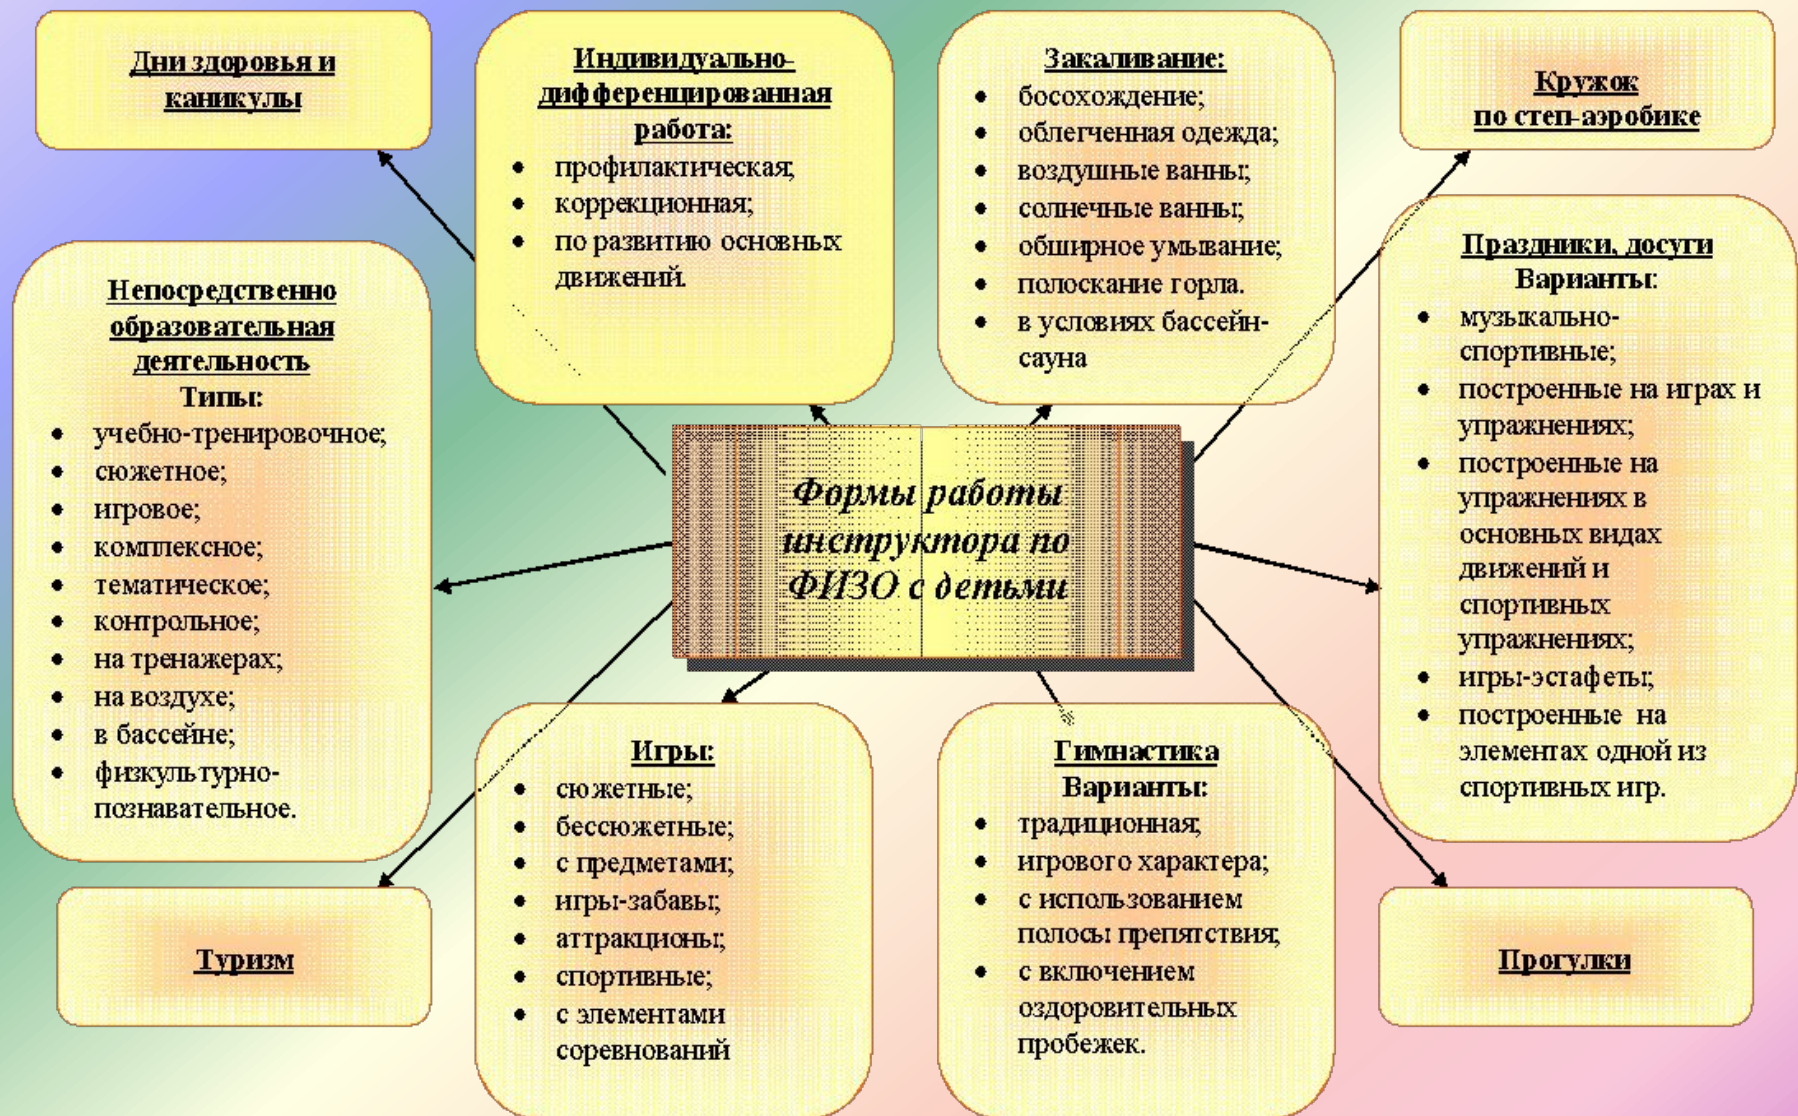 Дни здоровья и
каникулы
Индивидуально-
дифференцированная
работа:
• профилактическая;
• коррекционная;
• по развитию основных
движений.
Закаливание:
• босохождение;
• облегченная одежда;
• воздушные ванны;
• солнечные ванны;
• обширное умывание;
• полоскание горла.
• в условиях бассейн-
сауна
Кружок
по степ-аэробике
Непосредственно
образовательная
деятельность
Типы:
• учебно-тренировочное;
• сюжетное;
• игровое;
• комплексное;
• тематическое;
• контрольное;
• на тренажерах;
• на воздухе;
• в бассейне;
• физкультурно-
познавательное.
Формы работы
инструктора по
ФИЗО с детьми
Праздники, досуги
Варианты:
• музыкально-
спортивные;
• построенные на играх и
упражнениях;
• построенные на
упражнениях в
основных видах
движений и
спортивных
упражнениях;
• игры-эстафеты;
• построенные на
элементах одной из
спортивных игр.
Туризм
Игры:
• сюжетные;
• бессюжетные;
• с предметами;
• игры-забавы;
• аттракционы;
• спортивные;
• с элементами
соревнований
Гимнастика
Варианты:
• традиционная;
• игрового характера;
• с использованием
полосы препятствия;
• с включением
оздоровительных
пробежек.
Прогулки